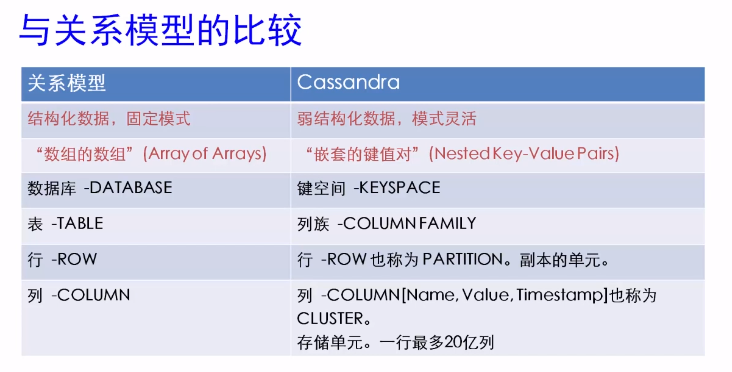 与关系模型的比较
关系模型
Cassandra
结构化数据，固定模式
弱结构化数据，模式灵活
“数组的数组”(Array of Arrays)
“嵌套的键值对”(Nested Key-Value Pairs)
数据库 -DATABASE
键空间 -KEYSPACE
表 -TABLE
列族 -COLUMN FAMILY
行 -ROW
行 -ROW 也称为 PARTITION。副本的单元。
列 -COLUMN
列 -COLUMN[Name, Value, Timestamp]也称为
CLUSTER。
存储单元。一行最多20亿列